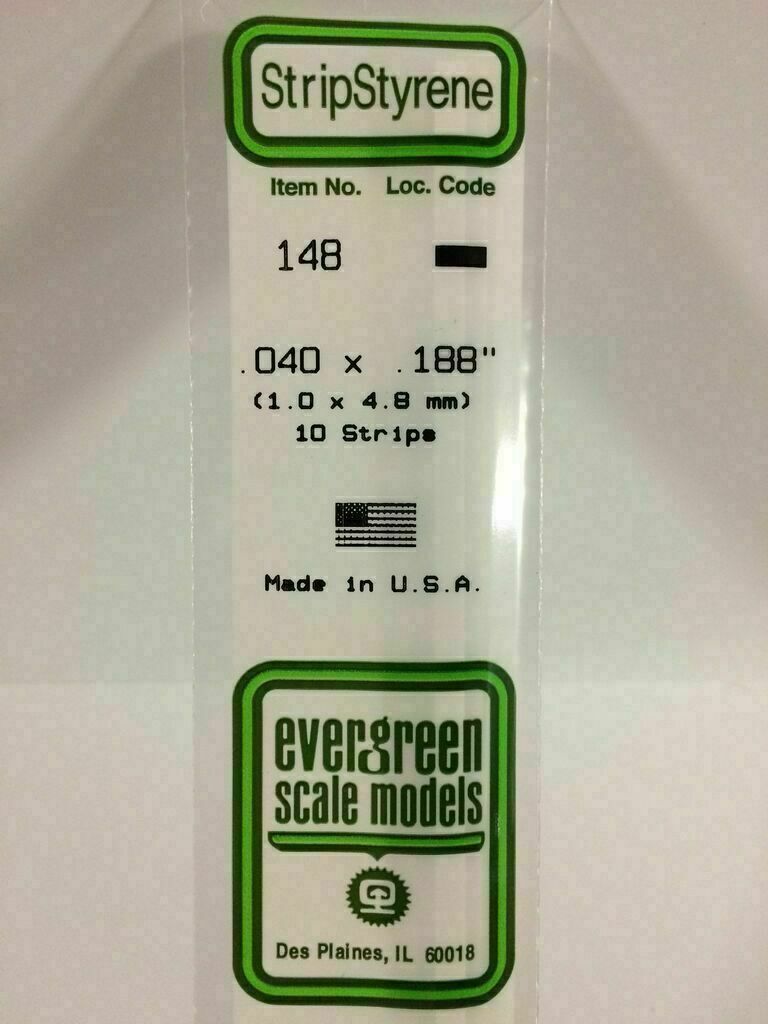 StripStyrene
Item No. Loc. Code
148
.040 x .188"
(1.0 x 4.8 mm)
10 Strips
Made in U.S.A.
evergreen
scale models
Des Plaines, IL 60018